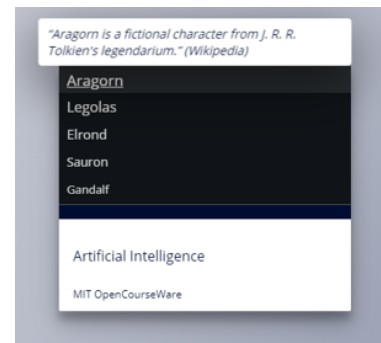 “Aragorn is a fictional character from J. R. R.
Tolkien's legendarium.” (Wikipedia)
Aragorn
Legolas
Elrond
Sauron
Gandalf
Artificial Intelligence
MIT OpenCourseWare